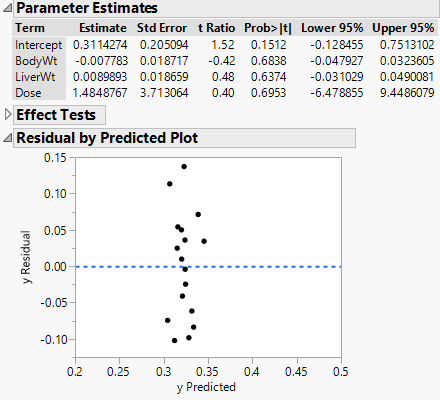 Parameter Estimates
Term Estimate Std Error t Ratio Prob>|t| Lower 95% Upper 95%
Intercept 0.3114274 0.205094 1.52 0.1512 -0.128455 0.7513102
BodyWt -0.007783 0.018717 -0.42 0.6838 -0.047927 0.0323605
LiverWt 0.0089893 0.018659 0.48 0.6374 -0.031029 0.0490081
Dose 1.4848767 3.713064 0.40 0.6953 -6.478855 9.4486079
Effect Tests
Residual by Predicted Plot
0.15
0.10
0.05
0.00
-0.05
-0.10
y Residual
0.2 0.25 0.3 0.35 0.4 0.45 0.5
y Predicted